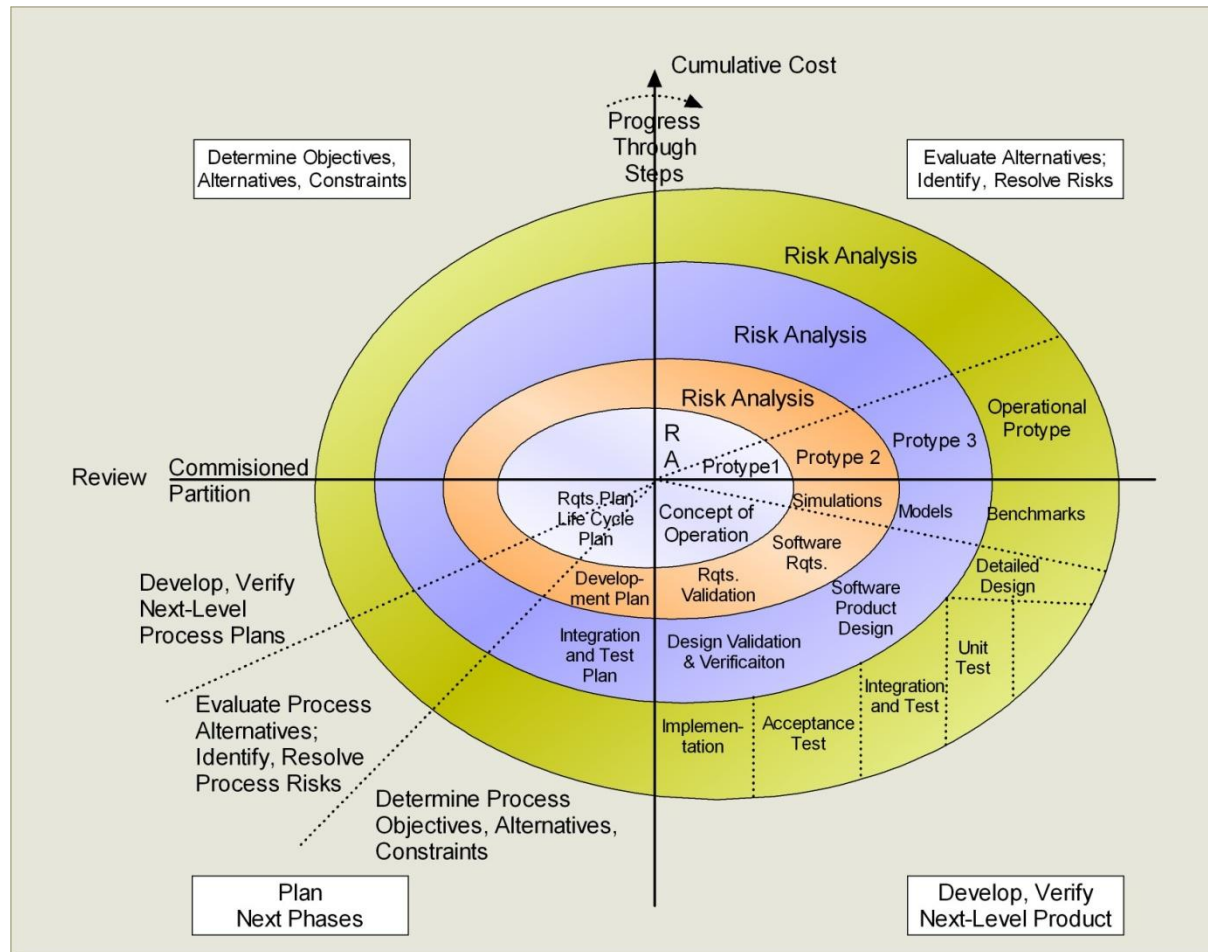 Cumulative Cost
Progress
Through
Steps
Determine Objectives,
Alternatives, Constraints
Evaluate Alternatives;
Identify, Resolve Risks
Risk Analysis
Risk Analysis
Risk Analysis
R
A
Protype1
Protype 2
Protype 3
Operational
Protype
Review
Commisioned
Partition
Rqts. Plan
Life Cycle
Plan
Concept of
Operation
Simulations
Models
Benchmarks
Software
Rqts.
Develop-
ment Plan
Rqts.
Validation
Software
Product
Design
Detailed
Design
Integration
and Test
Plan
Design Validation
& Verificaiton
Unit
Test
Integration
and Test
Implemen-
tation
Acceptance
Test
Develop, Verify
Next-Level
Process Plans
Evaluate Process
Alternatives;
Identify, Resolve
Process Risks
Determine Process
Objectives, Alternatives,
Constraints
Plan
Next Phases
Develop, Verify
Next-Level Product